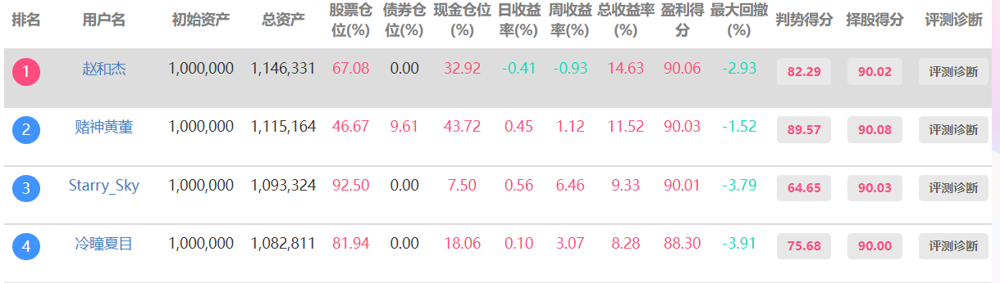 排名 用户名 初始资产 总资产 股票仓位(%) 债券仓位(%) 现金仓位(%) 日收益率(%) 周收益率(%) 总收益率(%) 盈利得分 最大回撤(%) 判势得分 择股得分 评测诊断
1 赵和杰 1,000,000 1,146,331 67.08 0.00 32.92 -0.41 -0.93 14.63 90.06 -2.93 82.29 90.02 评测诊断
2 赌神黄董 1,000,000 1,115,164 46.67 9.61 43.72 0.45 1.12 11.52 90.03 -1.52 89.57 90.08 评测诊断
3 Starry_Sky 1,000,000 1,093,324 92.50 0.00 7.50 0.56 6.46 9.33 90.01 -3.79 64.65 90.03 评测诊断
4 冷瞳夏目 1,000,000 1,082,811 81.94 0.00 18.06 0.10 3.07 8.28 88.30 -3.91 75.68 90.00 评测诊断